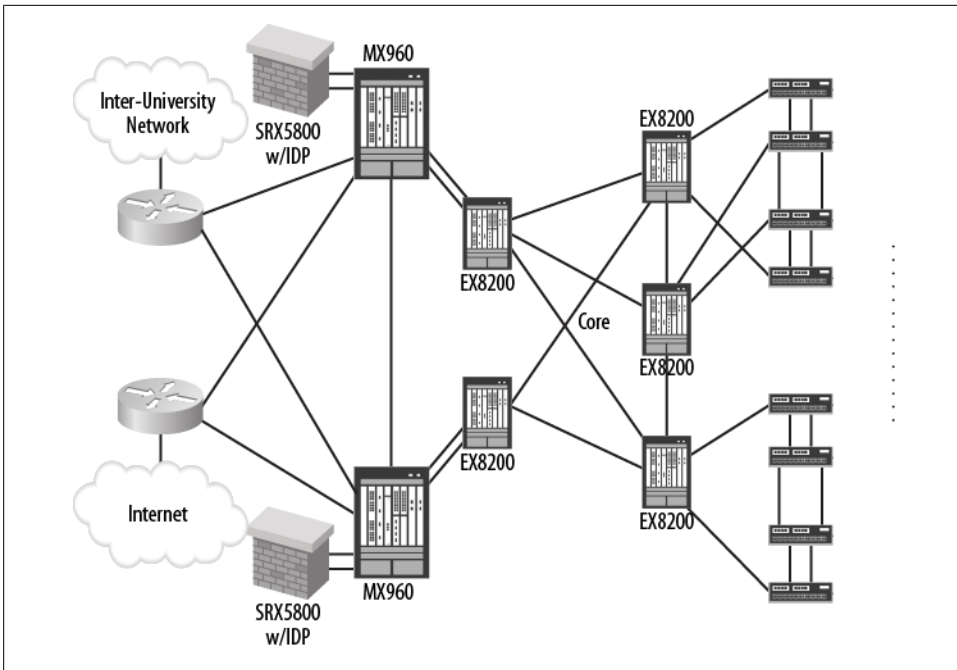 MX960
Inter-University
Network
SRX5800
w/IDP
EX8200
EX8200
Core
EX8200
EX8200
EX8200
Internet
MX960
SRX5800
w/IDP